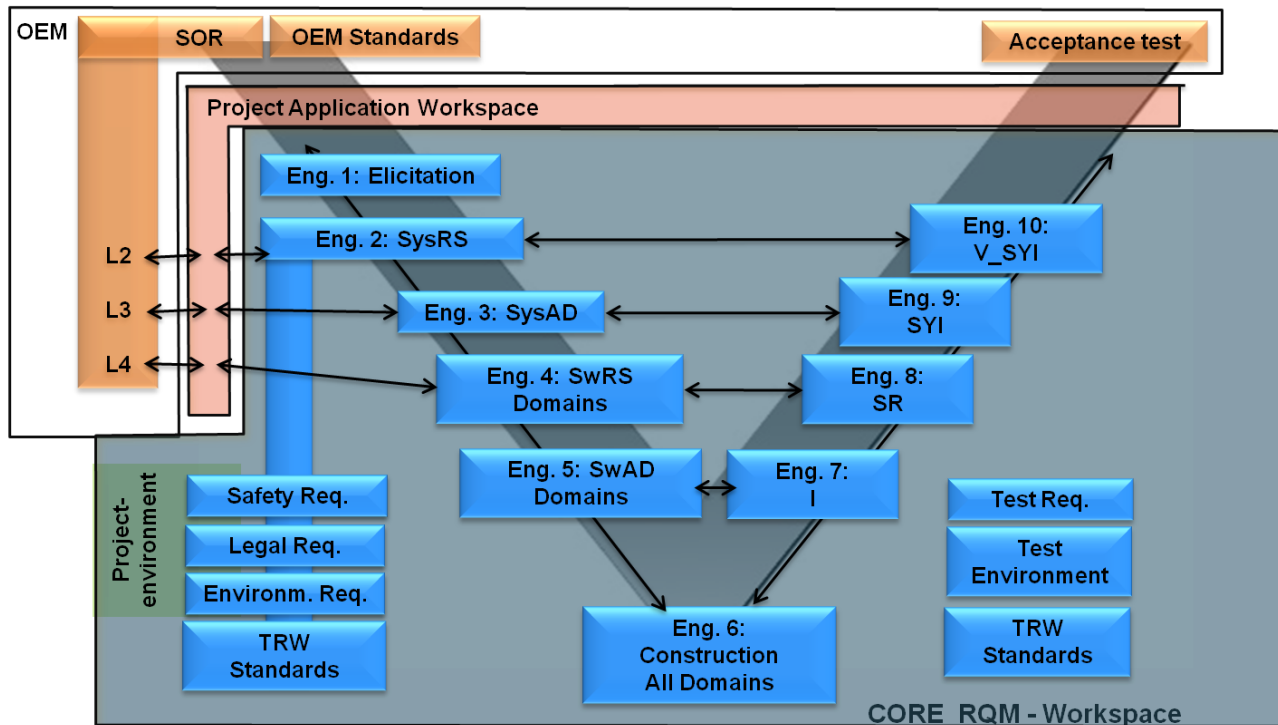 OEM
SOR
OEM Standards
Acceptance test
Project Application Workspace
Eng. 1: Elicitation
Eng. 2: SysRS
Eng. 10:
V_SYI
L2
Eng. 3: SysAD
Eng. 9:
SYI
L3
L4
Eng. 4: SwRS
Domains
Eng. 8:
SR
Eng. 5: SwAD
Domains
Eng. 7:
I
Project-
environment
Safety Req.
Legal Req.
Environm. Req.
TRW
Standards
Test Req.
Test
Environment
TRW
Standards
Eng. 6:
Construction
All Domains
CORE RQM - Workspace